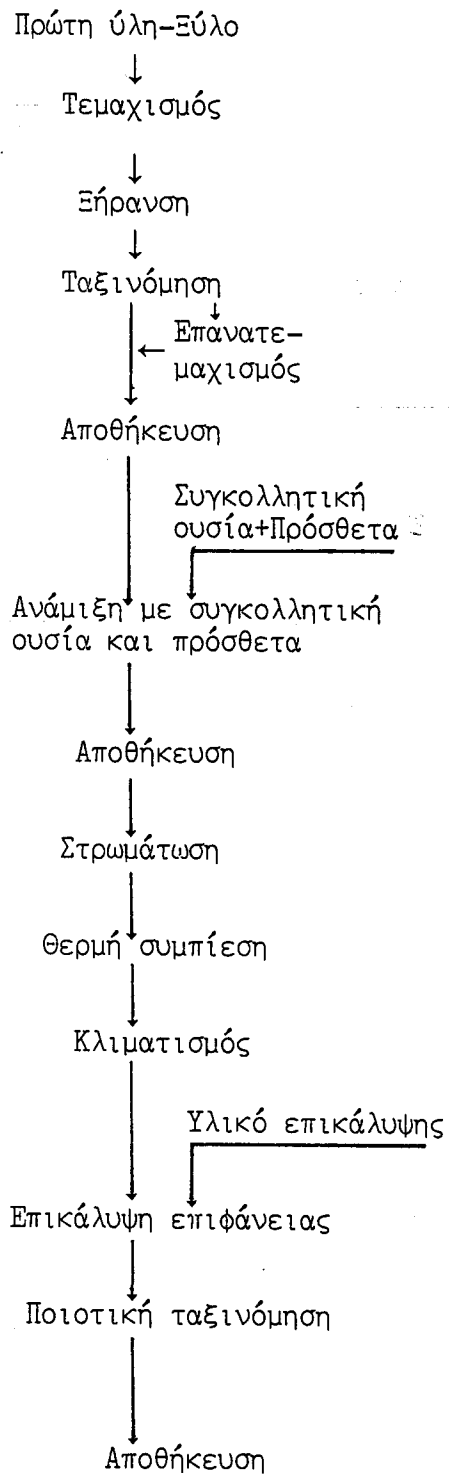 Πρώτη ύλη-Ξύλο
Τεμαχισμός
Ξήρανση
Ταξινόμηση
Επανατε-
μαχισμός
Αποθήκευση
Συγκολλητική
ουσία+Πρόσθετα
Ανάμιξη με συγκολλητική
ουσία και πρόσθετα
Αποθήκευση
Στρωμάτωση
Θερμή συμπίεση
Κλιματισμός
Υλικό επικάλυψης
Επικάλυψη επιφάνειας
Ποιοτική ταξινόμηση
Αποθήκευση